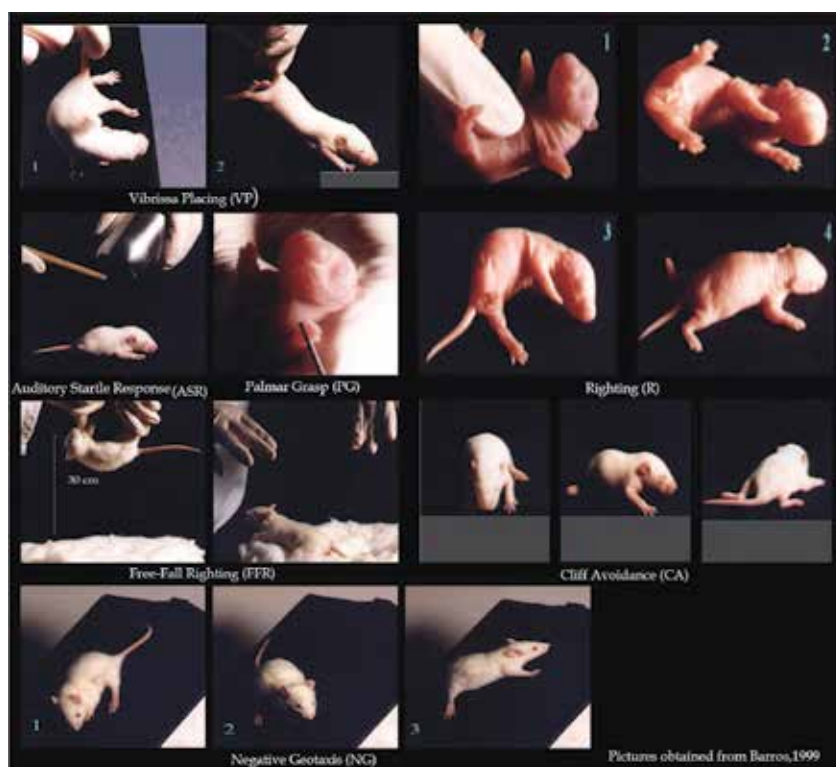 1
2
1
2
Vibrissa Placing (VP)
3
4
Auditory Startle Response (ASR)
Palmar Grasp (PG)
Righting (R)
30 cm
Free-Fall Righting (FFR)
Cliff Avoidance (CA)
1
2
3
Negative Geotaxis (NG)
Pictures obtained from Barros,1999